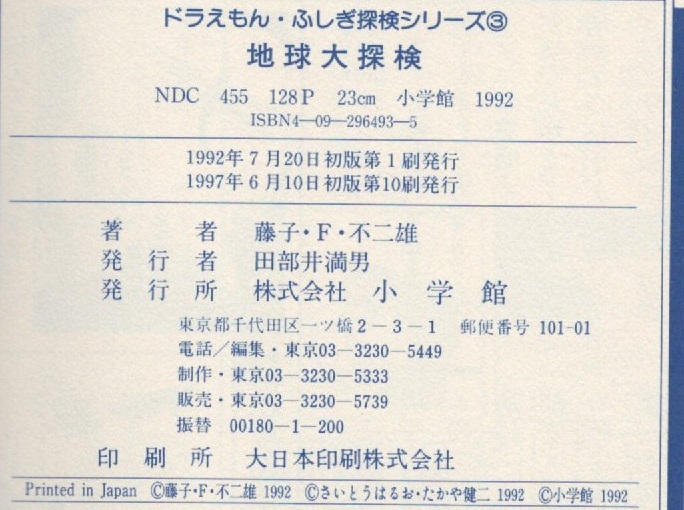 ドラえもん・ふしぎ探検シリーズ③
地球大探検
NDC 455 128P 23cm 小学館 1992
ISBN4—09—296493—5
1992年7月20日初版第1刷発行
1997年6月10日初版第10刷発行
著者 藤子・F・不二雄
発行者 田部井満男
発行所 株式会社 小学館
東京都千代田区一ツ橋2－3－1 郵便番号 101-01
電話／編集・東京03—3230—5449
制作・東京03—3230—5333
販売・東京03—3230—5739
振替 00180—1—200
印刷所 大日本印刷株式会社
Printed in Japan Ⓒ藤子・F・不二雄 1992 Ⓒさいとうはるお・たかや健二 1992 Ⓒ小学館 1992